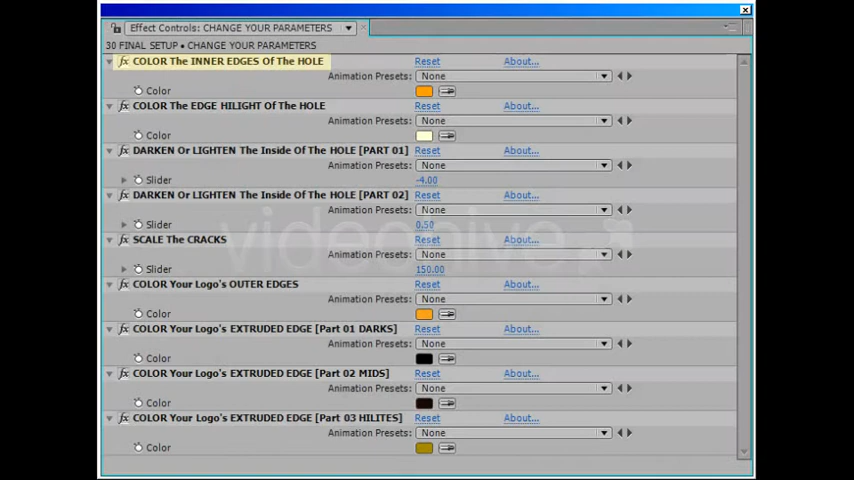 Effect Controls: CHANGE YOUR PARAMETERS
30 FINAL SETUP • CHANGE YOUR PARAMETERS
fx COLOR The INNER EDGES Of The HOLE Reset About...
Animation Presets: None
Color
fx COLOR The EDGE HILIGHT Of The HOLE Reset About...
Animation Presets: None
Color
fx DARKEN Or LIGHTEN The Inside Of The HOLE [PART 01] Reset About...
Animation Presets: None
Slider -4.00
fx DARKEN Or LIGHTEN The Inside Of The HOLE [PART 02] Reset About...
Animation Presets: None
Slider 0.50
videohive
fx SCALE The CRACKS Reset About...
Animation Presets: None
Slider 150.00
fx COLOR Your Logo's OUTER EDGES Reset About...
Animation Presets: None
Color
fx COLOR Your Logo's EXTRUDED EDGE [Part 01 DARKS] Reset About...
Animation Presets: None
Color
fx COLOR Your Logo's EXTRUDED EDGE [Part 02 MIDS] Reset About...
Animation Presets: None
Color
fx COLOR Your Logo's EXTRUDED EDGE [Part 03 HILITES] Reset About...
Animation Presets: None
Color